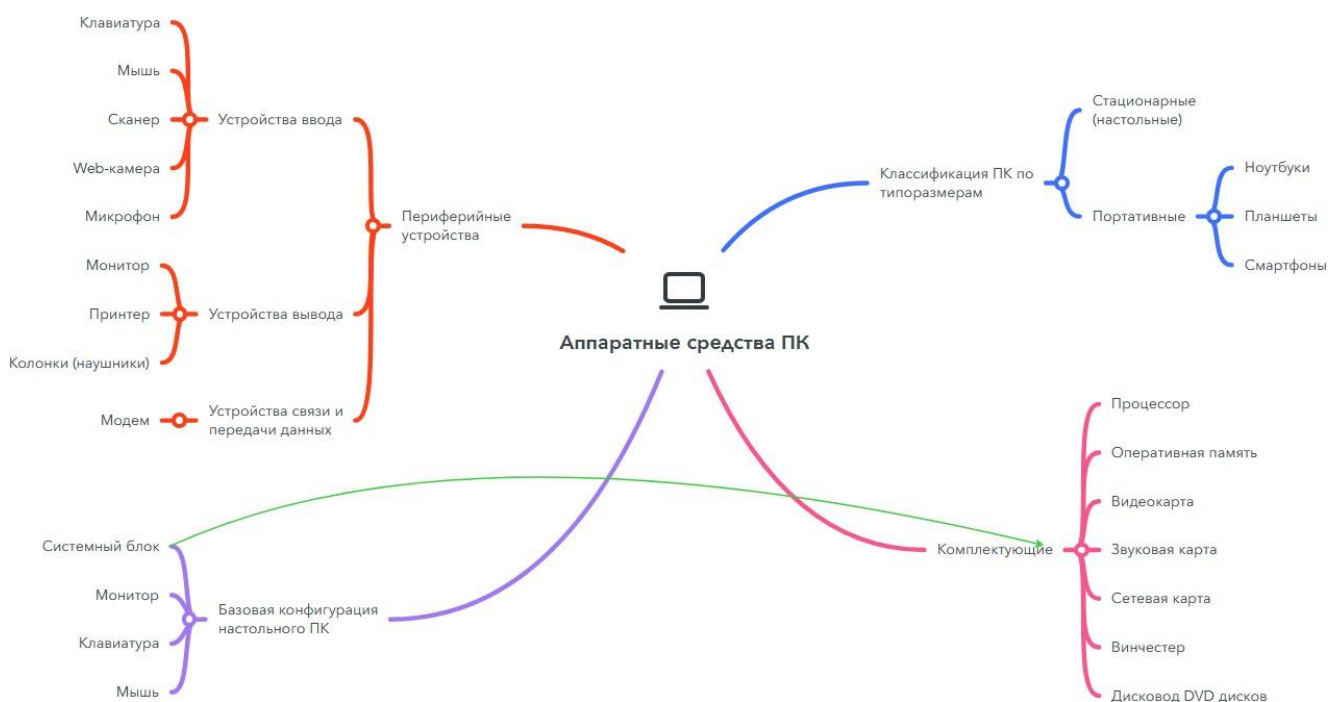 Клавиатура
Мышь
Сканер
Web-камера
Микрофон
Устройства ввода
Монитор
Принтер
Колонки (наушники)
Устройства вывода
Модем
Устройства связи и
передачи данных
Периферийные
устройства
Аппаратные средства ПК
Классификация ПК по
типоразмерам
Стационарные
(настольные)
Портативные
Ноутбуки
Планшеты
Смартфоны
Системный блок
Монитор
Клавиатура
Мышь
Базовая конфигурация
настольного ПК
Комплектующие
Процессор
Оперативная память
Видеокарта
Звуковая карта
Сетевая карта
Винчестер
Дисковод DVD дисков